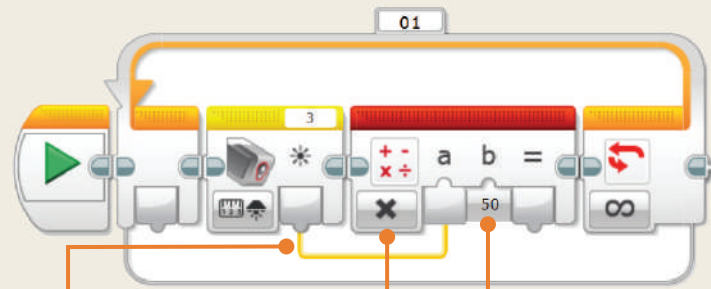 01
3
+ - × ÷
a b =
50
∞